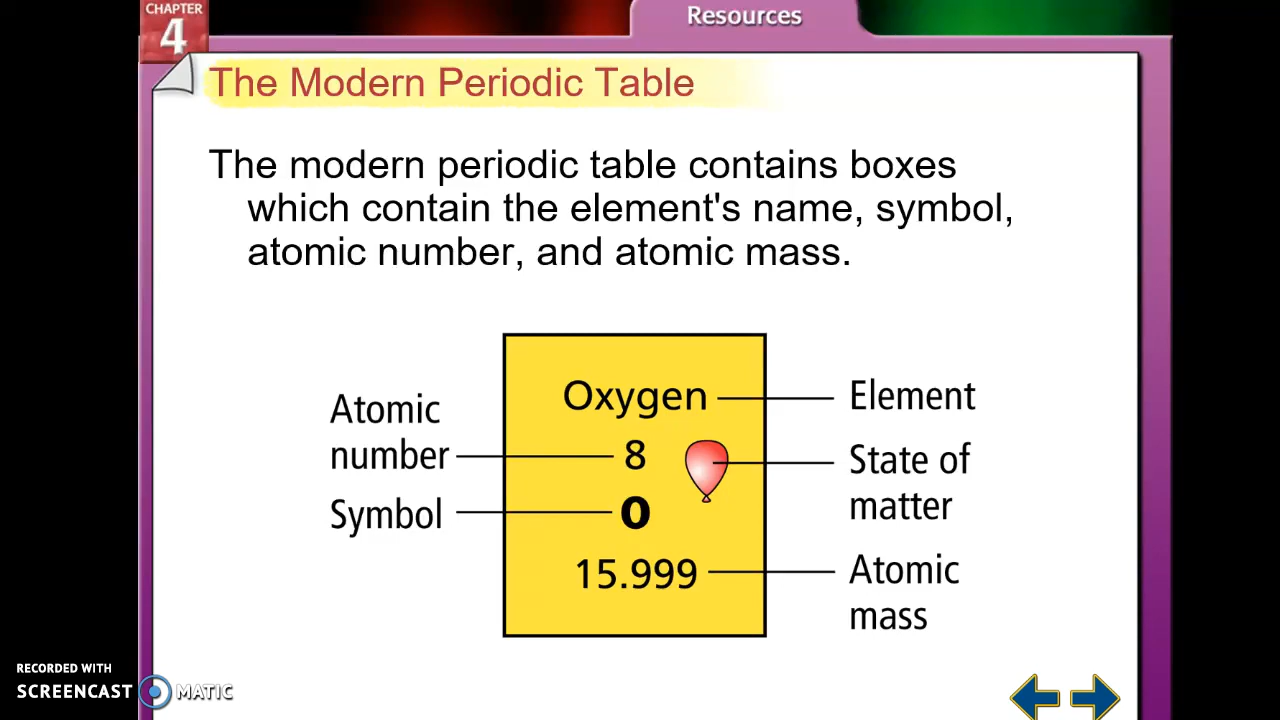 CHAPTER
4
Resources
The Modern Periodic Table
The modern periodic table contains boxes
which contain the element's name, symbol,
atomic number, and atomic mass.
Atomic
number
Symbol
Oxygen
8
O
15.999
Element
State of
matter
Atomic
mass
RECORDED WITH
SCREENCAST MATIC